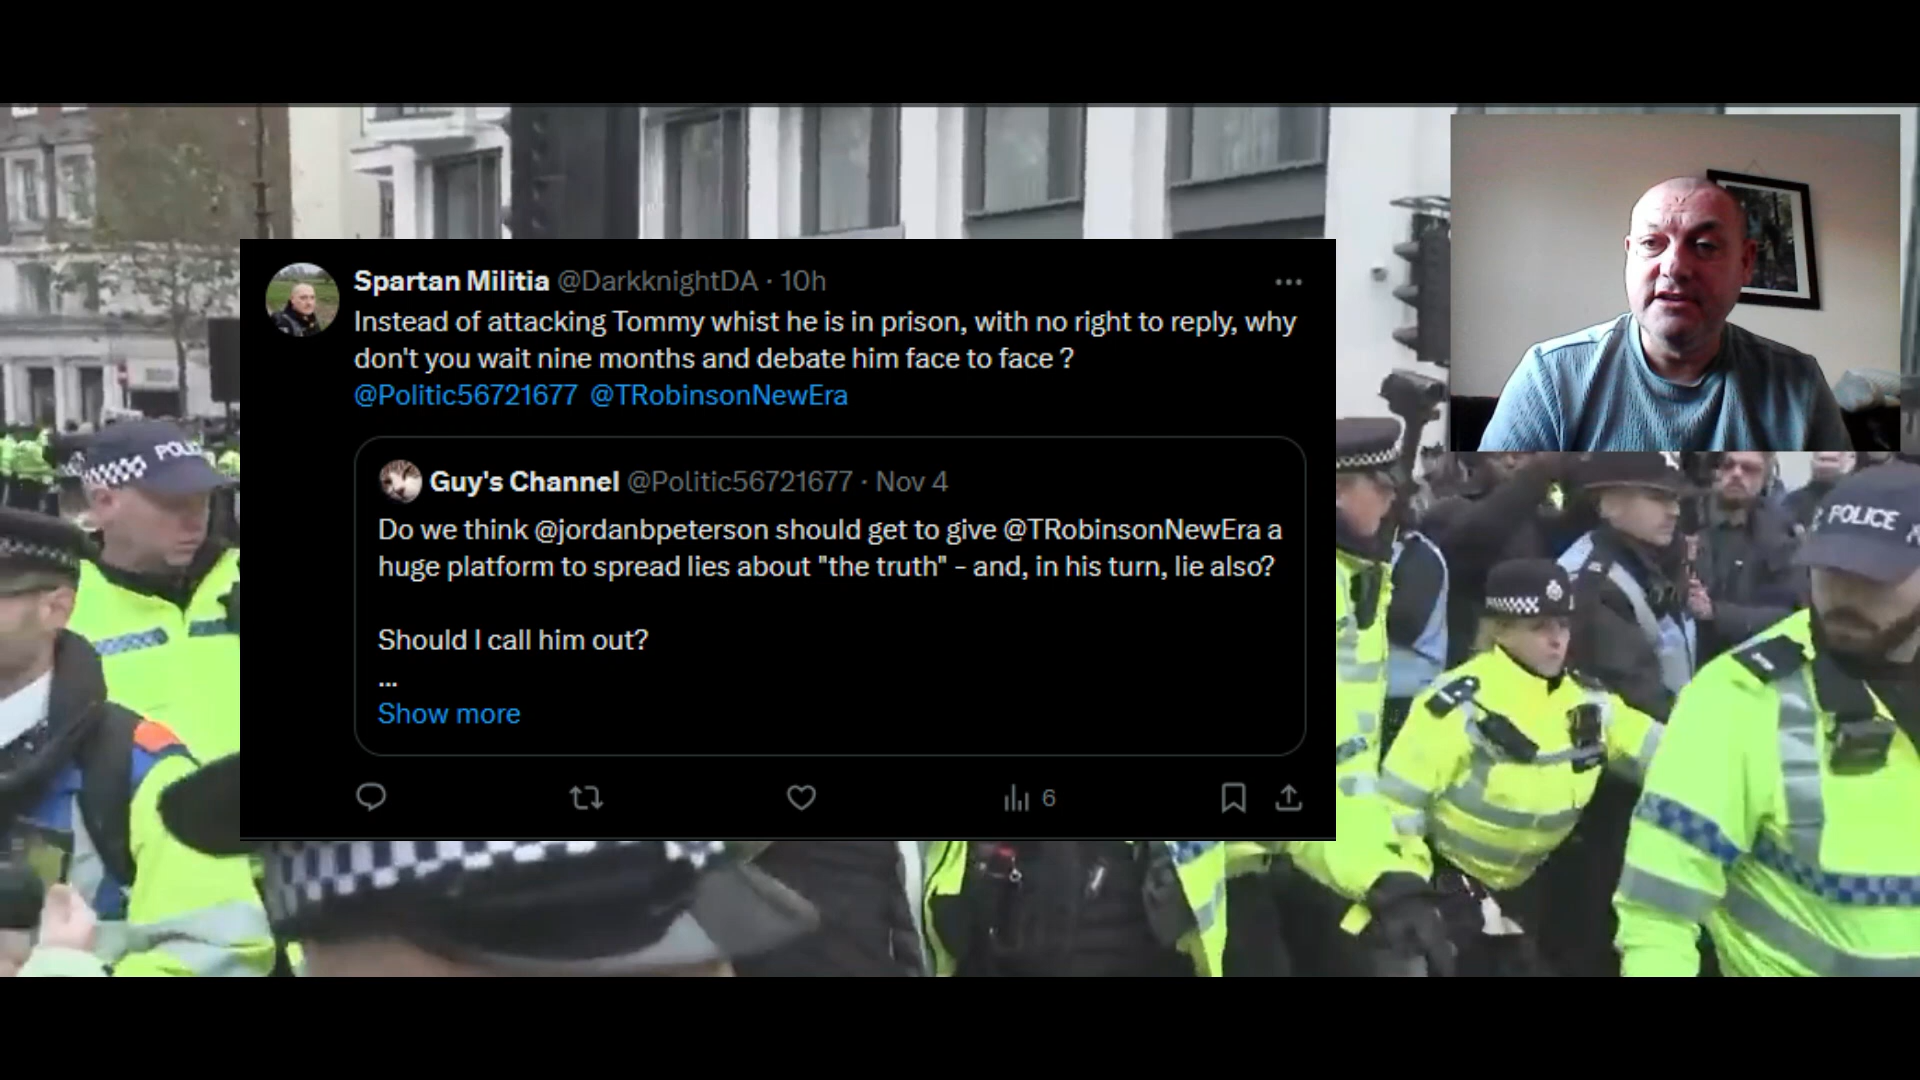 Spartan Militia @DarkknightDA · 10h
Instead of attacking Tommy whist he is in prison, with no right to reply, why
don't you wait nine months and debate him face to face ?
@Politic56721677 @TRobinsonNewEra
Guy's Channel @Politic56721677 · Nov 4
Do we think @jordanbpeterson should get to give @TRobinsonNewEra a
huge platform to spread lies about "the truth" – and, in his turn, lie also?
Should I call him out?
...
Show more
6
POLICE